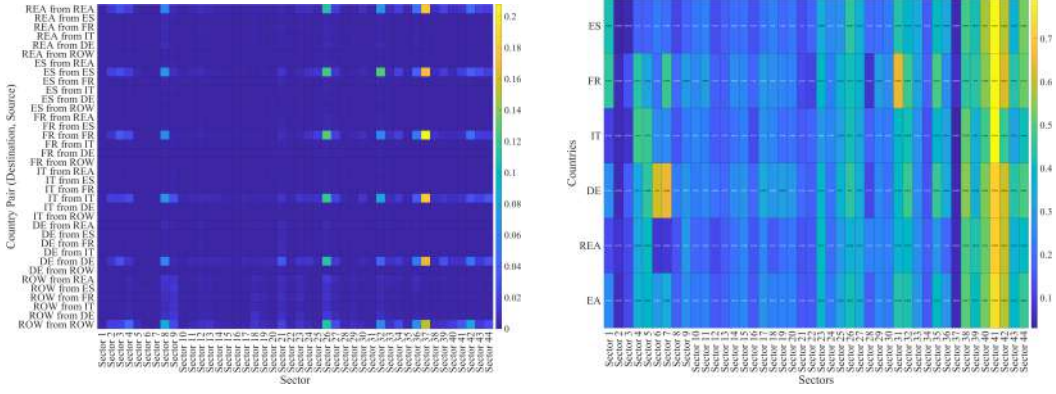 REA from REA
REA from ES
REA from FR
REA from IT
REA from DE
REA from ROW
ES from REA
ES from ES
ES from FR
ES from IT
ES from DE
ES from ROW
FR from REA
FR from ES
FR from FR
FR from IT
FR from DE
FR from ROW
IT from REA
IT from ES
IT from FR
IT from IT
IT from DE
IT from ROW
DE from REA
DE from ES
DE from FR
DE from IT
DE from DE
DE from ROW
ROW from REA
ROW from ES
ROW from FR
ROW from IT
ROW from DE
ROW from ROW
Country Pair (Destination, Source)
Sector 1
Sector 2
Sector 3
Sector 4
Sector 5
Sector 6
Sector 7
Sector 8
Sector 9
Sector 10
Sector 11
Sector 12
Sector 13
Sector 14
Sector 15
Sector 16
Sector 17
Sector 18
Sector 19
Sector 20
Sector 21
Sector 22
Sector 23
Sector 24
Sector 25
Sector 26
Sector 27
Sector 28
Sector 29
Sector 30
Sector 31
Sector 32
Sector 33
Sector 34
Sector 35
Sector 36
Sector 37
Sector 38
Sector 39
Sector 40
Sector 41
Sector 42
Sector 43
Sector 44
Sector
0.2
0.18
0.16
0.14
0.12
0.1
0.08
0.06
0.04
0.02
0
ES
FR
IT
DE
REA
EA
Countries
Sector 1
Sector 2
Sector 3
Sector 4
Sector 5
Sector 6
Sector 7
Sector 8
Sector 9
Sector 10
Sector 11
Sector 12
Sector 13
Sector 14
Sector 15
Sector 16
Sector 17
Sector 18
Sector 19
Sector 20
Sector 21
Sector 22
Sector 23
Sector 24
Sector 25
Sector 26
Sector 27
Sector 28
Sector 29
Sector 30
Sector 31
Sector 32
Sector 33
Sector 34
Sector 35
Sector 36
Sector 37
Sector 38
Sector 39
Sector 40
Sector 41
Sector 42
Sector 43
Sector 44
Sectors
0.7
0.6
0.5
0.4
0.3
0.2
0.1